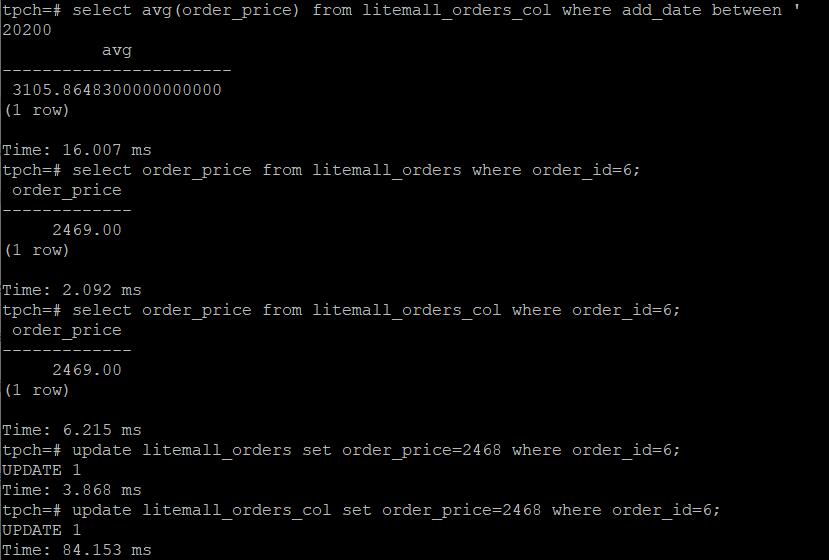 tpch=# select avg(order_price) from litemall_orders_col where add_date between '
20200
          avg
-----------------------
 3105.8648300000000000
(1 row)

Time: 16.007 ms
tpch=# select order_price from litemall_orders where order_id=6;
 order_price
-------------
     2469.00
(1 row)

Time: 2.092 ms
tpch=# select order_price from litemall_orders_col where order_id=6;
 order_price
-------------
     2469.00
(1 row)

Time: 6.215 ms
tpch=# update litemall_orders set order_price=2468 where order_id=6;
UPDATE 1
Time: 3.868 ms
tpch=# update litemall_orders_col set order_price=2468 where order_id=6;
UPDATE 1
Time: 84.153 ms